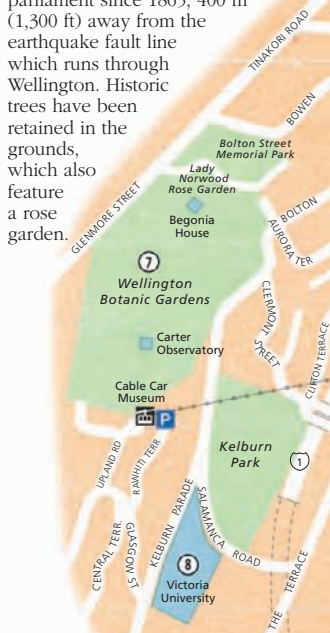 parliament since 1865, 400 m
(1,300 ft) away from the
earthquake fault line
which runs through
Wellington. Historic
trees have been
retained in the
grounds,
which also
feature
a rose
garden.
TINAKORI ROAD
BOWEN
Bolton Street
Memorial Park
Lady
Norwood
Rose Garden
GLENMORE STREET
Begonia
House
BOLTON
AURORA TER
7
Wellington
Botanic Gardens
CLERMONT
STREET
CLIFTON TERRACE
Carter
Observatory
Cable Car
Museum
P
Kelburn
Park
1
UPLAND RD
RAWHITI TERR
KELBURN PARADE
SALAMANCA ROAD
CENTRAL TERR.
GLASGOW ST
8
Victoria
University
THE TERRACE